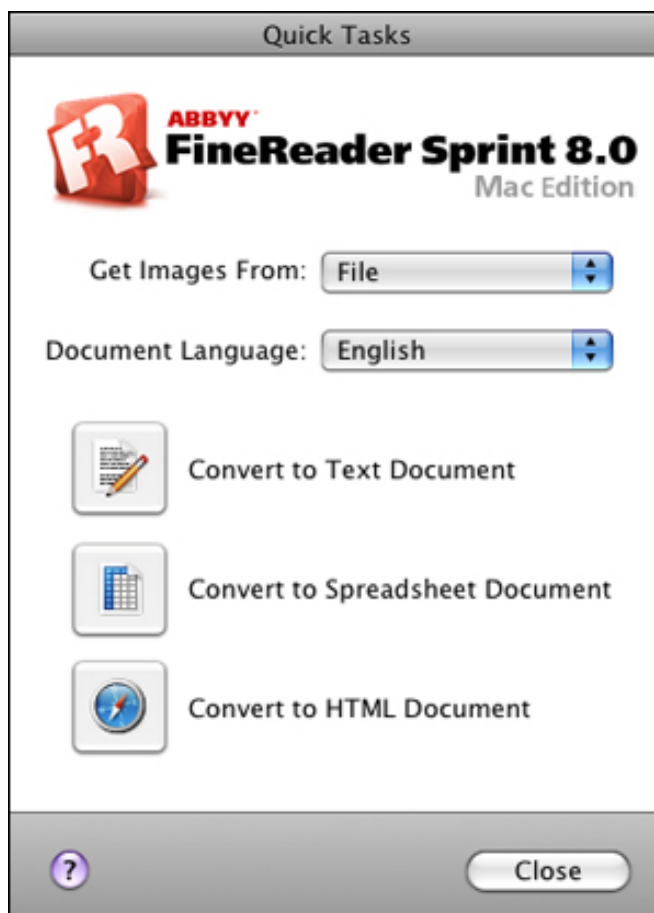 Quick Tasks
ABBYY
FineReader Sprint 8.0
Mac Edition
Get Images From: File
Document Language: English
Convert to Text Document
Convert to Spreadsheet Document
Convert to HTML Document
? Close